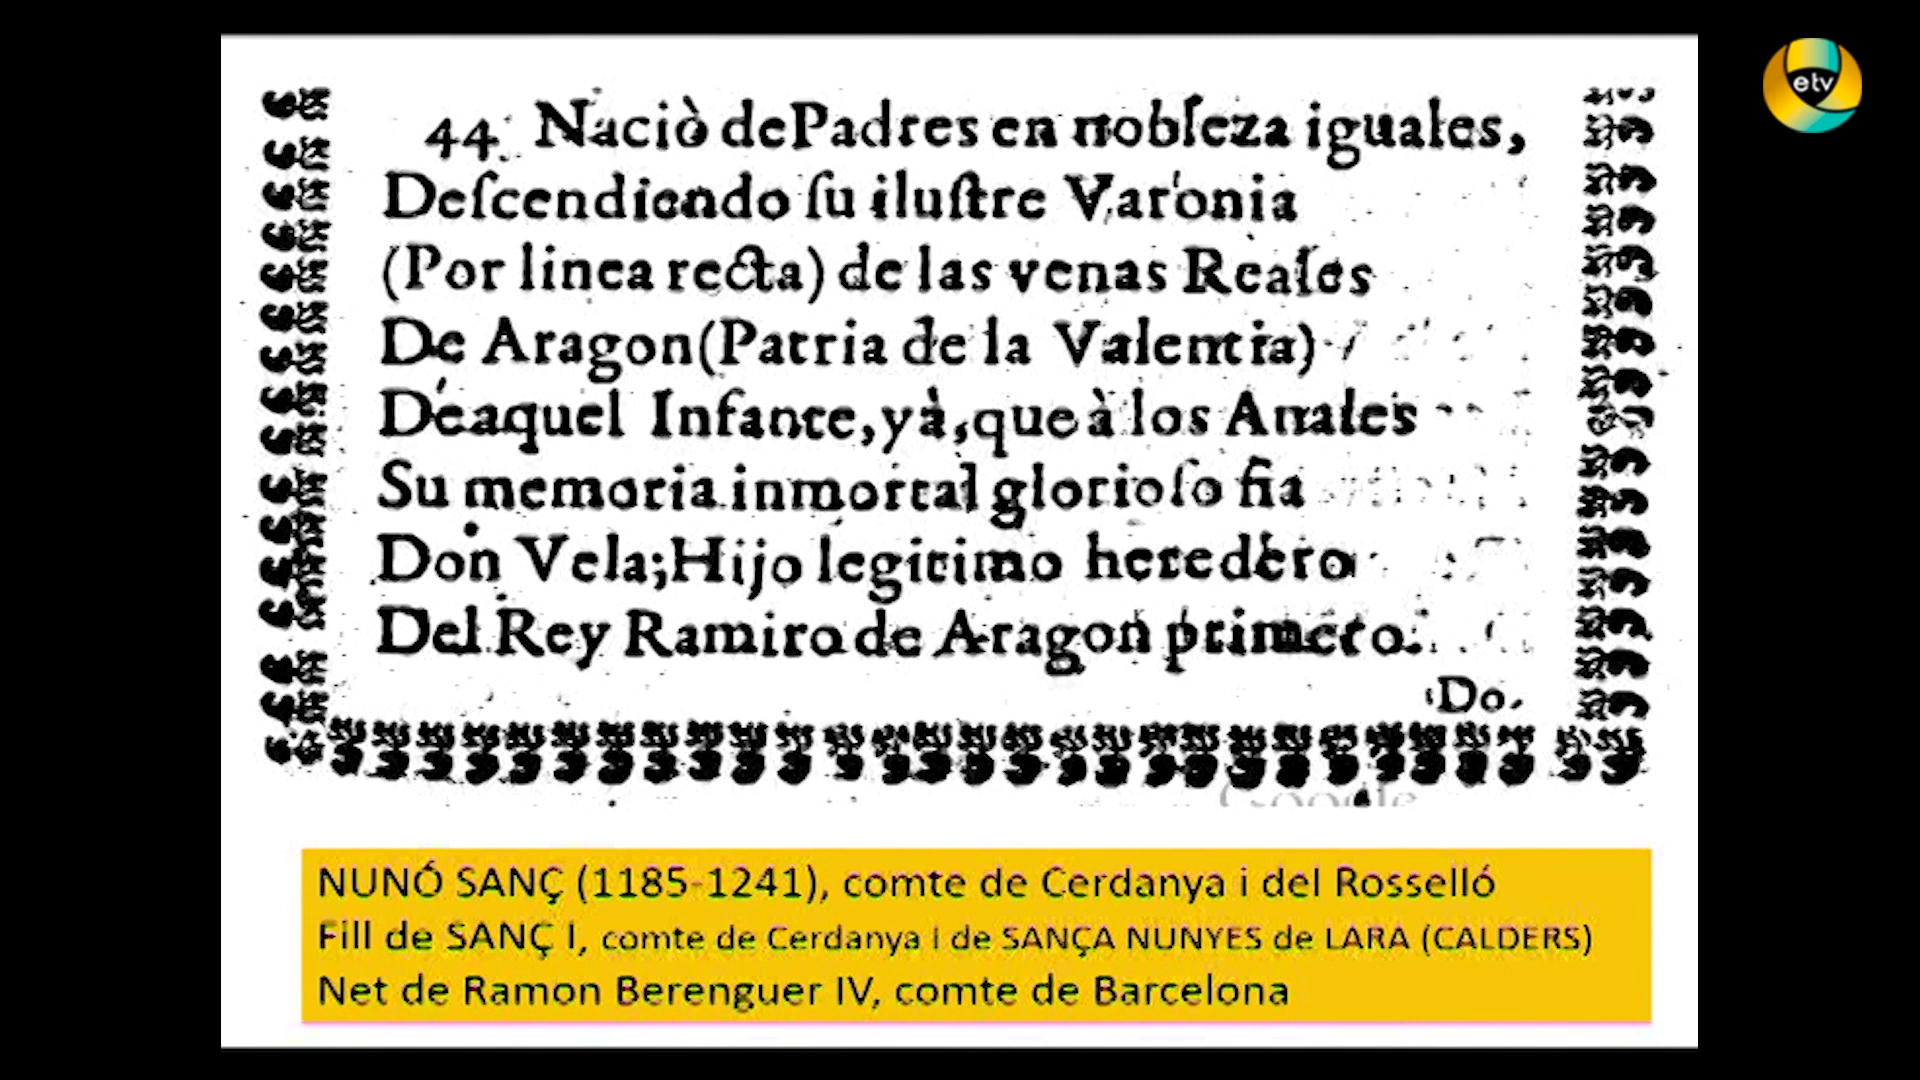 etv
44. Naciò de Padres en nobleza iguales,
Deſcendiendo ſu iluſtre Varonia
(Por linea recta) de las venas Reales
De Aragon (Patria de la Valentia)
De aquel Infante, yà, que à los Anales
Su memoria inmortal glorioſo fia
Don Vela; Hijo legitimo heredero
Del Rey Ramiro de Aragon primero.
Do-
Google
NUNÓ SANÇ (1185-1241), comte de Cerdanya i del Rosselló
Fill de SANÇ I, comte de Cerdanya i de SANÇA NUNYES de LARA (CALDERS)
Net de Ramon Berenguer IV, comte de Barcelona